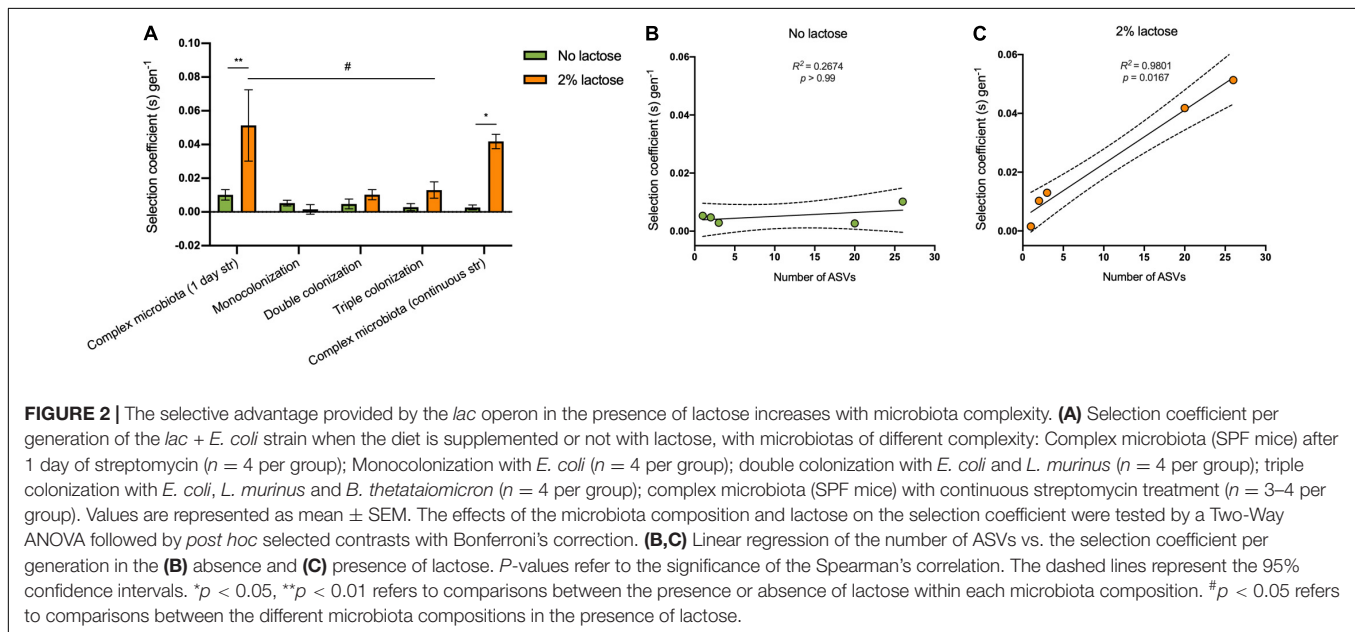 A
B
C
No lactose
2% lactose
No lactose
2% lactose
**
#
*
R² = 0.2674
p > 0.99
R² = 0.9801
p = 0.0167
Selection coefficient (s) gen⁻¹
0.10
0.08
0.06
0.04
0.02
0.00
-0.02
Complex microbiota (1 day str)
Monocolonization
Double colonization
Triple colonization
Complex microbiota (continuous str)
Selection coefficient (s) gen⁻¹
0.06
0.04
0.02
0.00
0 5 10 15 20 25 30
Number of ASVs
Selection coefficient (s) gen⁻¹
0.06
0.04
0.02
0.00
0 5 10 15 20 25 30
Number of ASVs
FIGURE 2 | The selective advantage provided by the lac operon in the presence of lactose increases with microbiota complexity. (A) Selection coefficient per
generation of the lac + E. coli strain when the diet is supplemented or not with lactose, with microbiotas of different complexity: Complex microbiota (SPF mice) after
1 day of streptomycin (n = 4 per group); Monocolonization with E. coli (n = 4 per group); double colonization with E. coli and L. murinus (n = 4 per group); triple
colonization with E. coli, L. murinus and B. thetataiomicron (n = 4 per group); complex microbiota (SPF mice) with continuous streptomycin treatment (n = 3–4 per
group). Values are represented as mean ± SEM. The effects of the microbiota composition and lactose on the selection coefficient were tested by a Two-Way
ANOVA followed by post hoc selected contrasts with Bonferroni's correction. (B,C) Linear regression of the number of ASVs vs. the selection coefficient per
generation in the (B) absence and (C) presence of lactose. P-values refer to the significance of the Spearman's correlation. The dashed lines represent the 95%
confidence intervals. *p < 0.05, **p < 0.01 refers to comparisons between the presence or absence of lactose within each microbiota composition. #p < 0.05 refers
to comparisons between the different microbiota compositions in the presence of lactose.